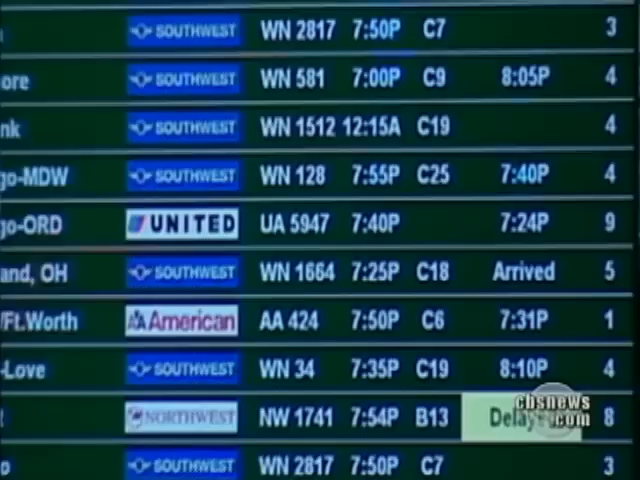 SOUTHWEST WN 2817 7:50P C7 3
ore SOUTHWEST WN 581 7:00P C9 8:05P 4
nk SOUTHWEST WN 1512 12:15A C19 4
go-MDW SOUTHWEST WN 128 7:55P C25 7:40P 4
go-ORD UNITED UA 5947 7:40P 7:24P 9
and, OH SOUTHWEST WN 1664 7:25P C18 Arrived 5
/Ft.Worth AA American AA 424 7:50P C6 7:31P 1
-Love SOUTHWEST WN 34 7:35P C19 8:10P 4
NORTHWEST NW 1741 7:54P B13 8
cbsnews
.com
SOUTHWEST WN 2817 7:50P C7 3